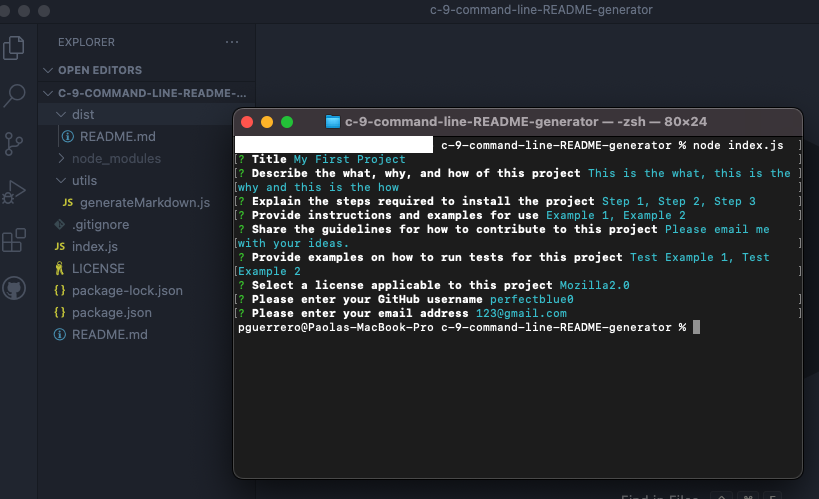 c-9-command-line-README-generator
EXPLORER
OPEN EDITORS
C-9-COMMAND-LINE-README-...
dist
README.md
node_modules
utils
JS generateMarkdown.js
.gitignore
JS index.js
LICENSE
{} package-lock.json
{} package.json
README.md
c-9-command-line-README-generator — -zsh — 80×24
c-9-command-line-README-generator % node index.js ]
[? Title My First Project ]
[? Describe the what, why, and how of this project This is the what, this is the
[why and this is the how ]
[? Explain the steps required to install the project Step 1, Step 2, Step 3 ]
[? Provide instructions and examples for use Example 1, Example 2 ]
? Share the guidelines for how to contribute to this project Please email me
[with your ideas. ]
? Provide examples on how to run tests for this project Test Example 1, Test
[Example 2 ]
? Select a license applicable to this project Mozilla2.0
[? Please enter your GitHub username perfectblue0 ]
[? Please enter your email address 123@gmail.com ]
pguerrero@Paolas-MacBook-Pro c-9-command-line-README-generator %
Find in Files